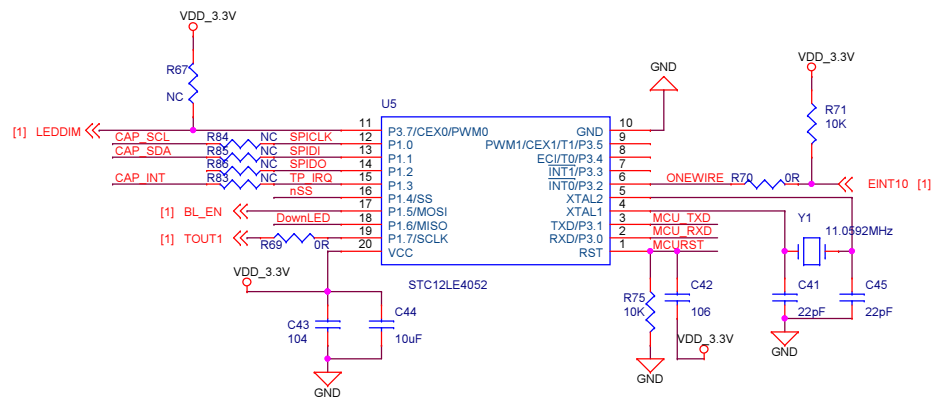 VDD_3.3V
R67
NC
U5
[1] LEDDIM
11 P3.7/CEX0/PWM0
CAP_SCL R84 NC SPICLK 12 P1.0
CAP_SDA R85 NC SPIDI 13 P1.1
R86 NC SPIDO 14 P1.2
CAP_INT R83 NC TP_IRQ 15 P1.3
nSS 16 P1.4/SS
[1] BL_EN 17 P1.5/MOSI
DownLED 18 P1.6/MISO
[1] TOUT1 R69 0R 19 P1.7/SCLK
20 VCC
GND 10
PWM1/CEX1/T1/P3.5 9
ECI/T0/P3.4 8
INT1/P3.3 7
INT0/P3.2 6 ONEWIRE R70 0R EINT10 [1]
XTAL2 5
XTAL1 4
TXD/P3.1 3 MCU_TXD
RXD/P3.0 2 MCU_RXD
RST 1 MCURST
STC12LE4052
GND
VDD_3.3V
R71
10K
Y1
11.0592MHz
C41
22pF
C45
22pF
GND
VDD_3.3V
C43
104
C44
10uF
GND
R75
10K
C42
106
VDD_3.3V
GND